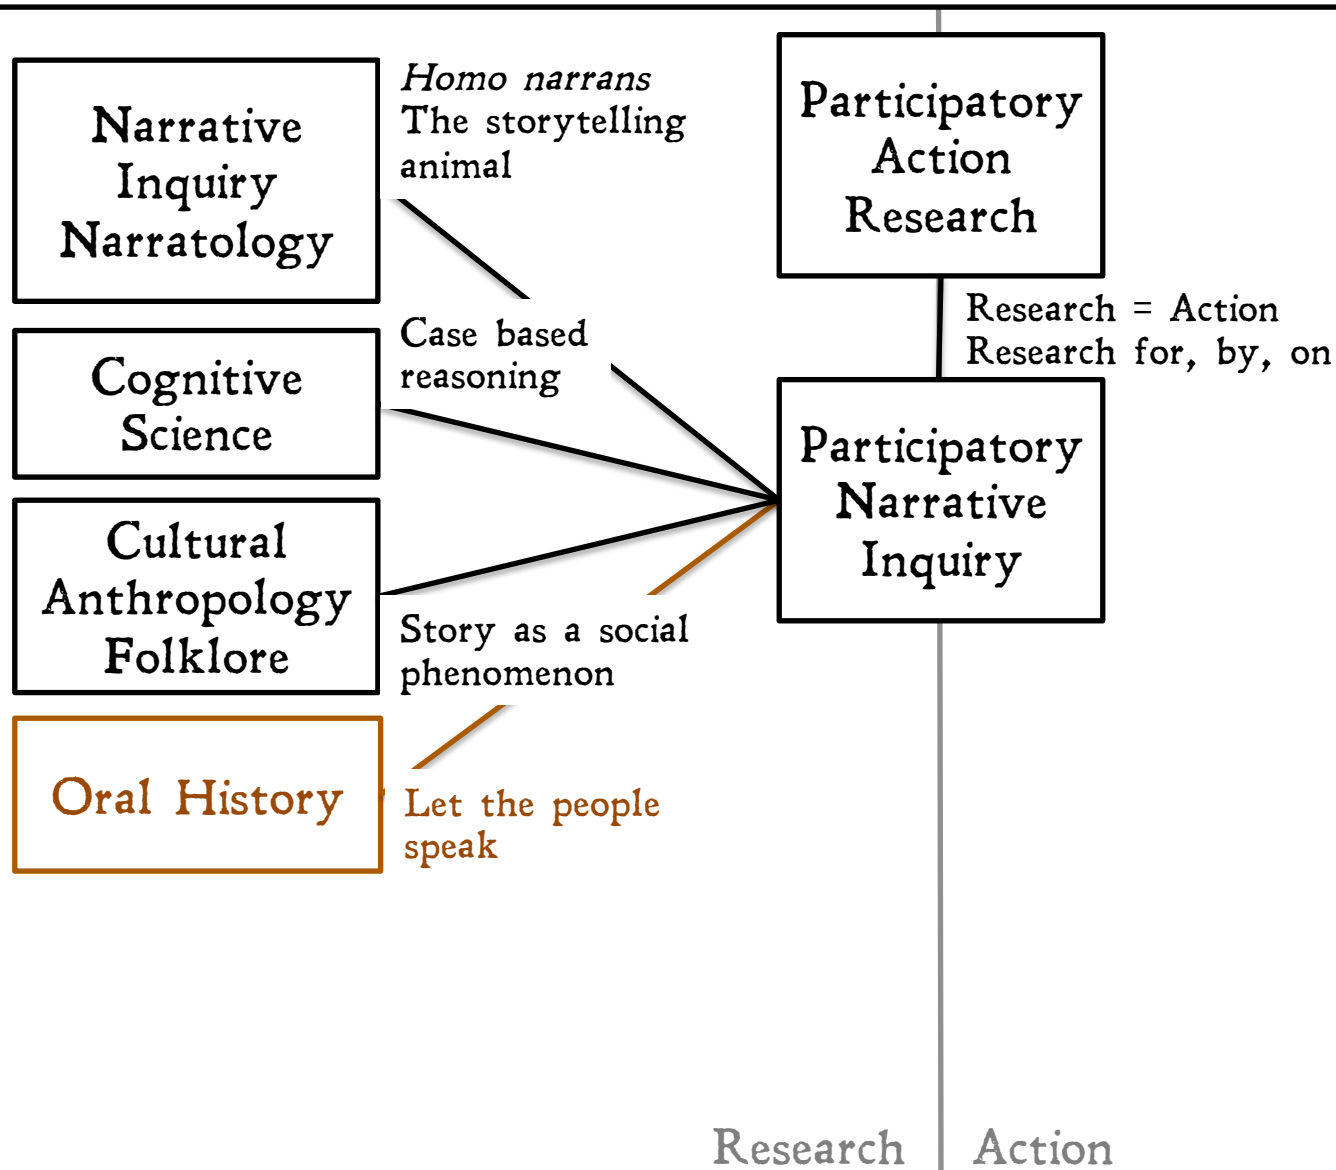 Narrative
Inquiry
Narratology
Homo narrans
The storytelling
animal
Participatory
Action
Research
Research = Action
Research for, by, on
Cognitive
Science
Case based
reasoning
Participatory
Narrative
Inquiry
Cultural
Anthropology
Folklore
Story as a social
phenomenon
Oral History
Let the people
speak
Research
Action